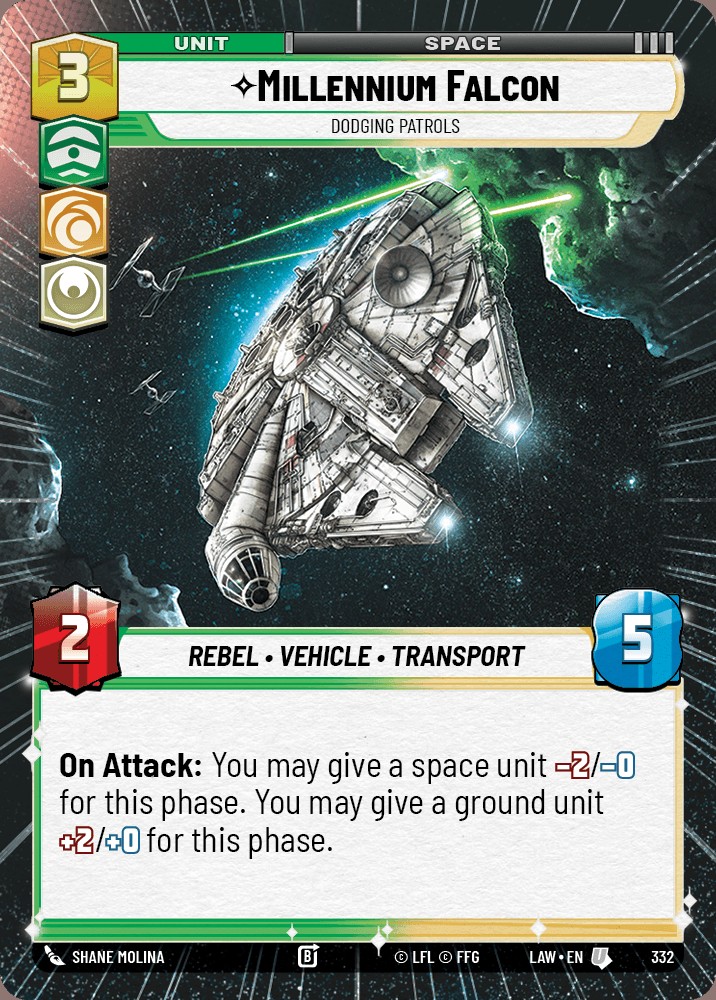 UNIT
SPACE
3
MILLENNIUM FALCON
DODGING PATROLS
2
REBEL • VEHICLE • TRANSPORT
5
On Attack: You may give a space unit -2/-0
for this phase. You may give a ground unit
+2/+0 for this phase.
SHANE MOLINA
B
© LFL © FFG
LAW • EN
U
332